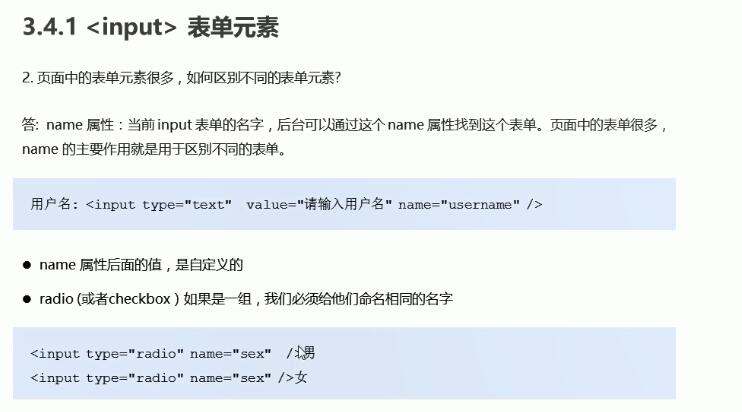 3.4.1 <input> 表单元素
2. 页面中的表单元素很多，如何区别不同的表单元素?
答: name 属性：当前 input 表单的名字，后台可以通过这个 name 属性找到这个表单。页面中的表单很多，
name 的主要作用就是用于区别不同的表单。
用户名: <input type="text" value="请输入用户名" name="username" />
● name 属性后面的值，是自定义的
● radio (或者checkbox ) 如果是一组，我们必须给他们命名相同的名字
<input type="radio" name="sex" />男
<input type="radio" name="sex" />女